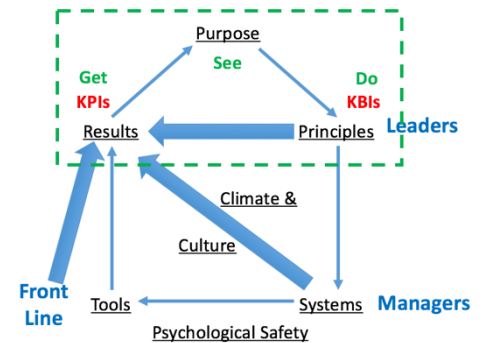 Purpose
See
Get
KPIs
Do
KBIs
Results
Principles
Leaders
Climate &
Culture
Front
Line
Tools
Systems
Managers
Psychological Safety